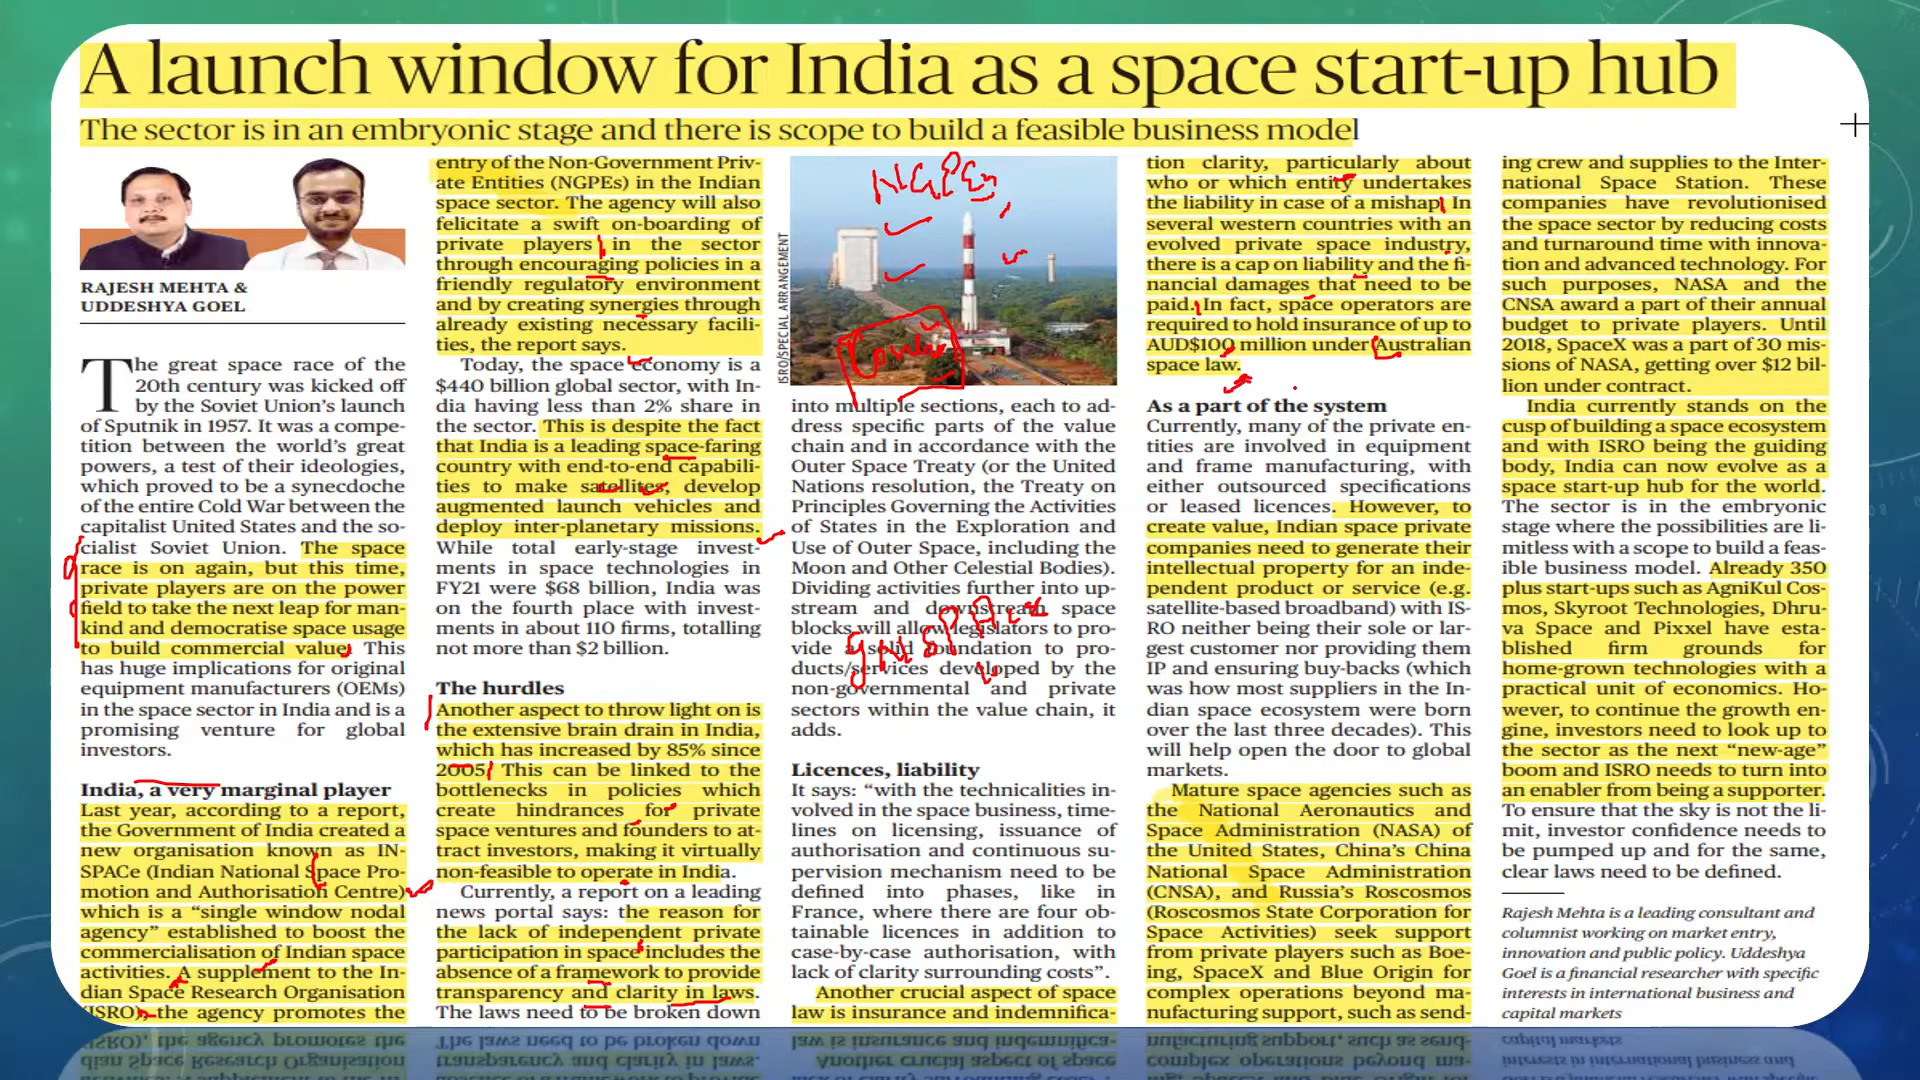 A launch window for India as a space start-up hub
The sector is in an embryonic stage and there is scope to build a feasible business model
RAJESH MEHTA &
UDDESHYA GOEL
The great space race of the
20th century was kicked off
by the Soviet Union's launch
of Sputnik in 1957. It was a compe-
tition between the world's great
powers, a test of their ideologies,
which proved to be a synecdoche
of the entire Cold War between the
capitalist United States and the so-
cialist Soviet Union. The space
race is on again, but this time,
private players are on the power
field to take the next leap for man-
kind and democratise space usage
to build commercial value. This
has huge implications for original
equipment manufacturers (OEMs)
in the space sector in India and is a
promising venture for global
investors.
India, a very marginal player
Last year, according to a report,
the Government of India created a
new organisation known as IN-
SPACe (Indian National Space Pro-
motion and Authorisation Centre)
which is a "single window nodal
agency" established to boost the
commercialisation of Indian space
activities. A supplement to the In-
dian Space Research Organisation
(ISRO), the agency promotes the
entry of the Non-Government Priv-
ate Entities (NGPEs) in the Indian
space sector. The agency will also
felicitate a swift on-boarding of
private players in the sector
through encouraging policies in a
friendly regulatory environment
and by creating synergies through
already existing necessary facili-
ties, the report says.
Today, the space economy is a
$440 billion global sector, with In-
dia having less than 2% share in
the sector. This is despite the fact
that India is a leading space-faring
country with end-to-end capabili-
ties to make satellites, develop
augmented launch vehicles and
deploy inter-planetary missions.
While total early-stage invest-
ments in space technologies in
FY21 were $68 billion, India was
on the fourth place with invest-
ments in about 110 firms, totalling
not more than $2 billion.
The hurdles
Another aspect to throw light on is
the extensive brain drain in India,
which has increased by 85% since
2005. This can be linked to the
bottlenecks in policies which
create hindrances for private
space ventures and founders to at-
tract investors, making it virtually
non-feasible to operate in India.
Currently, a report on a leading
news portal says: the reason for
the lack of independent private
participation in space includes the
absence of a framework to provide
transparency and clarity in laws.
The laws need to be broken down
ISRO/SPECIAL ARRANGEMENT
NGPEs
into multiple sections, each to ad-
dress specific parts of the value
chain and in accordance with the
Outer Space Treaty (or the United
Nations resolution, the Treaty on
Principles Governing the Activities
of States in the Exploration and
Use of Outer Space, including the
Moon and Other Celestial Bodies).
Dividing activities further into up-
stream and downstream space
blocks will allow legislators to pro-
vide a solid foundation to pro-
ducts/services developed by the
non-governmental and private
sectors within the value chain, it
adds.
Licences, liability
It says: "with the technicalities in-
volved in the space business, time-
lines on licensing, issuance of
authorisation and continuous su-
pervision mechanism need to be
defined into phases, like in
France, where there are four ob-
tainable licences in addition to
case-by-case authorisation, with
lack of clarity surrounding costs".
Another crucial aspect of space
law is insurance and indemnifica-
tion clarity, particularly about
who or which entity undertakes
the liability in case of a mishap. In
several western countries with an
evolved private space industry,
there is a cap on liability and the fi-
nancial damages that need to be
paid. In fact, space operators are
required to hold insurance of up to
AUD$100 million under Australian
space law.
As a part of the system
Currently, many of the private en-
tities are involved in equipment
and frame manufacturing, with
either outsourced specifications
or leased licences. However, to
create value, Indian space private
companies need to generate their
intellectual property for an inde-
pendent product or service (e.g.
satellite-based broadband) with IS-
RO neither being their sole or lar-
gest customer nor providing them
IP and ensuring buy-backs (which
was how most suppliers in the In-
dian space ecosystem were born
over the last three decades). This
will help open the door to global
markets.
Mature space agencies such as
the National Aeronautics and
Space Administration (NASA) of
the United States, China's China
National Space Administration
(CNSA), and Russia's Roscosmos
(Roscosmos State Corporation for
Space Activities) seek support
from private players such as Boe-
ing, SpaceX and Blue Origin for
complex operations beyond ma-
nufacturing support, such as send-
ing crew and supplies to the Inter-
national Space Station. These
companies have revolutionised
the space sector by reducing costs
and turnaround time with innova-
tion and advanced technology. For
such purposes, NASA and the
CNSA award a part of their annual
budget to private players. Until
2018, SpaceX was a part of 30 mis-
sions of NASA, getting over $12 bil-
lion under contract.
India currently stands on the
cusp of building a space ecosystem
and with ISRO being the guiding
body, India can now evolve as a
space start-up hub for the world.
The sector is in the embryonic
stage where the possibilities are li-
mitless with a scope to build a feas-
ible business model. Already 350
plus start-ups such as AgniKul Cos-
mos, Skyroot Technologies, Dhru-
va Space and Pixxel have esta-
blished firm grounds for
home-grown technologies with a
practical unit of economics. Ho-
wever, to continue the growth en-
gine, investors need to look up to
the sector as the next "new-age"
boom and ISRO needs to turn into
an enabler from being a supporter.
To ensure that the sky is not the li-
mit, investor confidence needs to
be pumped up and for the same,
clear laws need to be defined.
Rajesh Mehta is a leading consultant and
columnist working on market entry,
innovation and public policy. Uddeshya
Goel is a financial researcher with specific
interests in international business and
capital markets